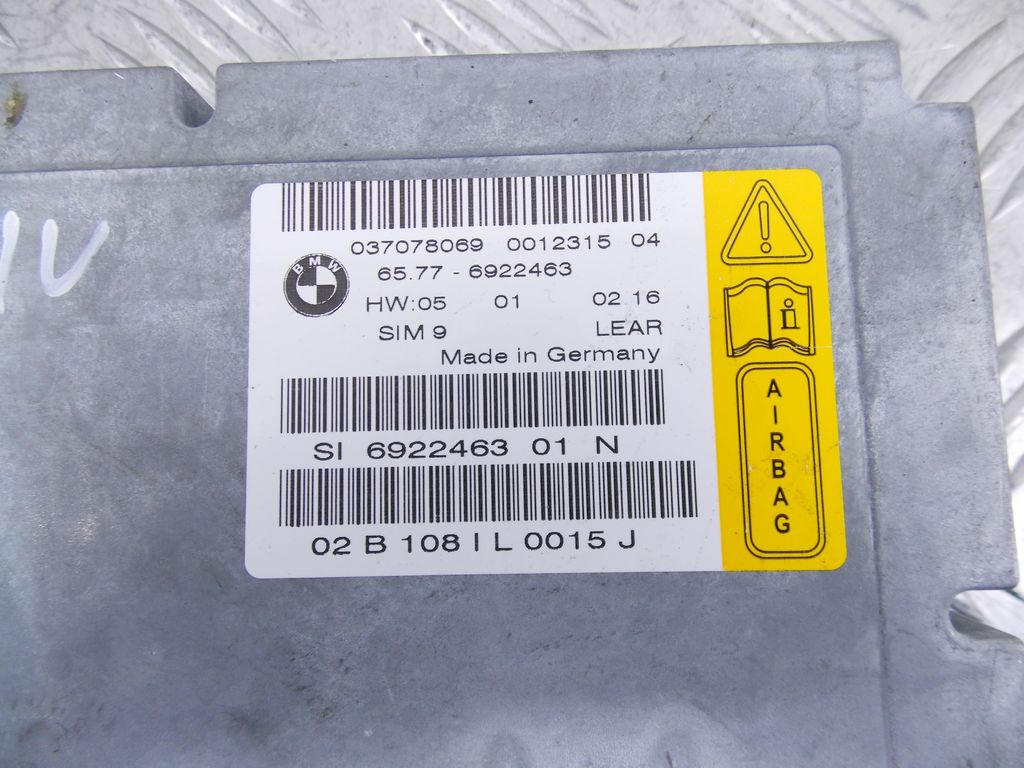 037078069 0012315 04
BMW
65.77 - 6922463
HW:05 01 02 16
SIM 9 LEAR
Made in Germany
SI 6922463 01 N
02 B 108 I L 0015 J
i
AIRBAG